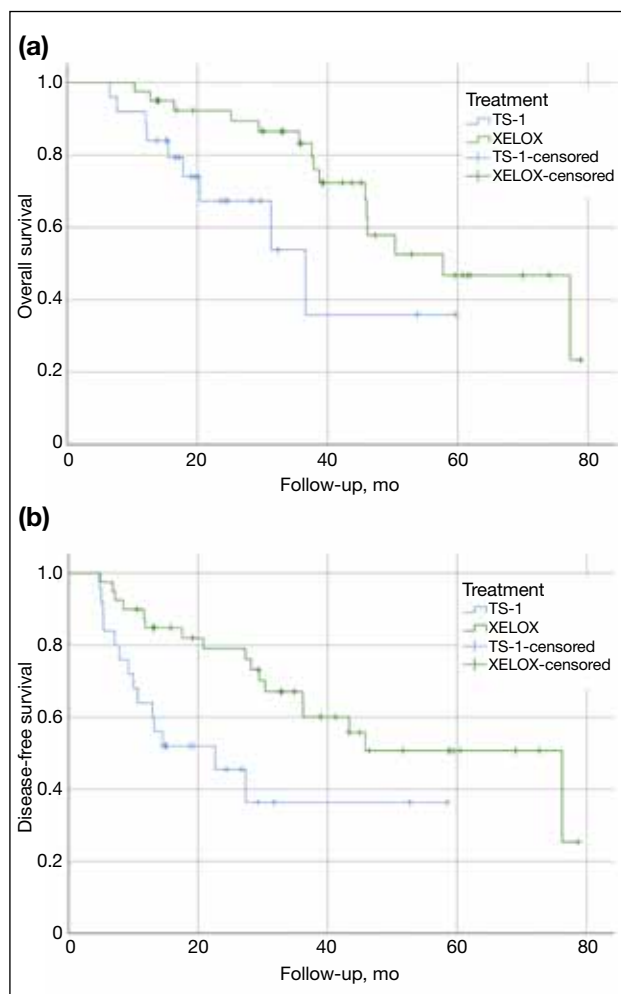 (a)
1.0
0.8
0.6
0.4
0.2
0
Overall survival
Treatment
TS-1
XELOX
TS-1-censored
XELOX-censored
0 20 40 60 80
Follow-up, mo
(b)
1.0
0.8
0.6
0.4
0.2
0
Disease-free survival
Treatment
TS-1
XELOX
TS-1-censored
XELOX-censored
0 20 40 60 80
Follow-up, mo